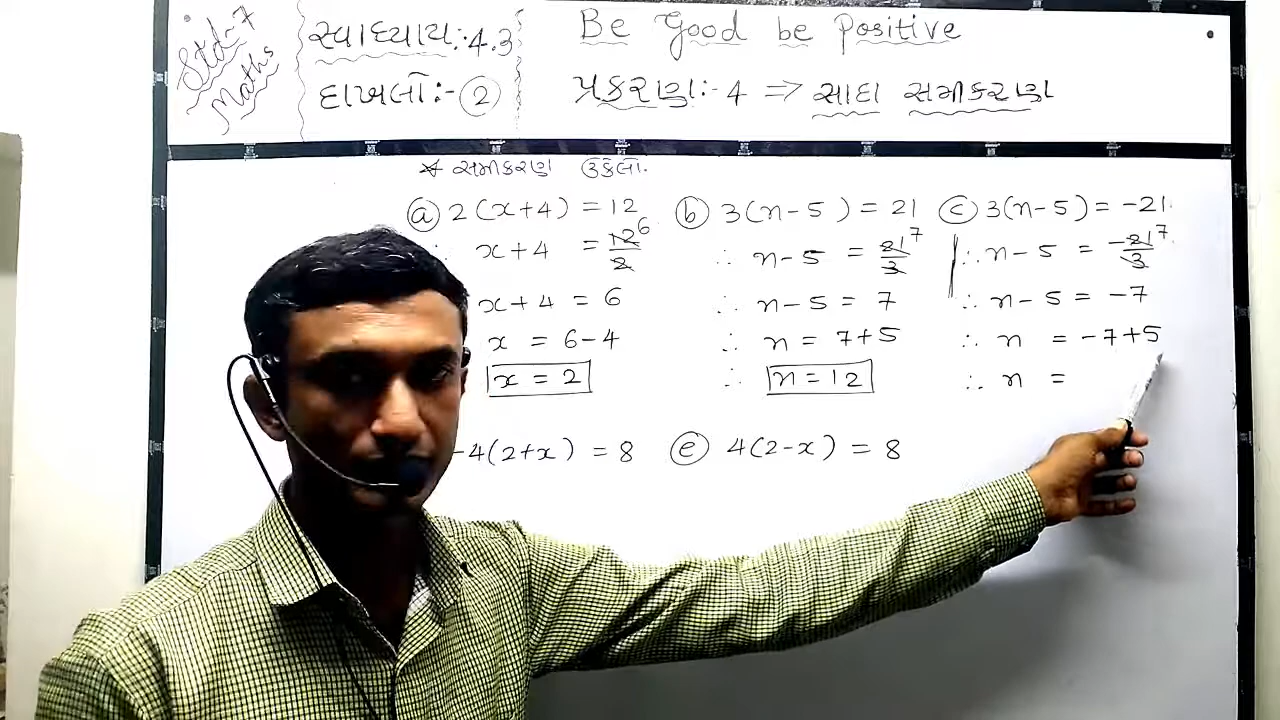 Std-7
Maths
સ્વાધ્યાય:-4.3
દાખલો:-2
Be Good be positive
પ્રકરણ:-4 => સાદા સમીકરણ
* સમીકરણ ઉકેલો.
a 2(x+4) = 12
∴ x+4 = 12/2 6
x+4 = 6
x = 6-4
x = 2
b 3(n-5) = 21
∴ n-5 = 21/3 7
∴ n-5 = 7
∴ n = 7+5
∴ n = 12
c 3(n-5) = -21
∴ n-5 = -21/3 7
∴ n-5 = -7
∴ n = -7+5
∴ n =
-4(2+x) = 8
e 4(2-x) = 8